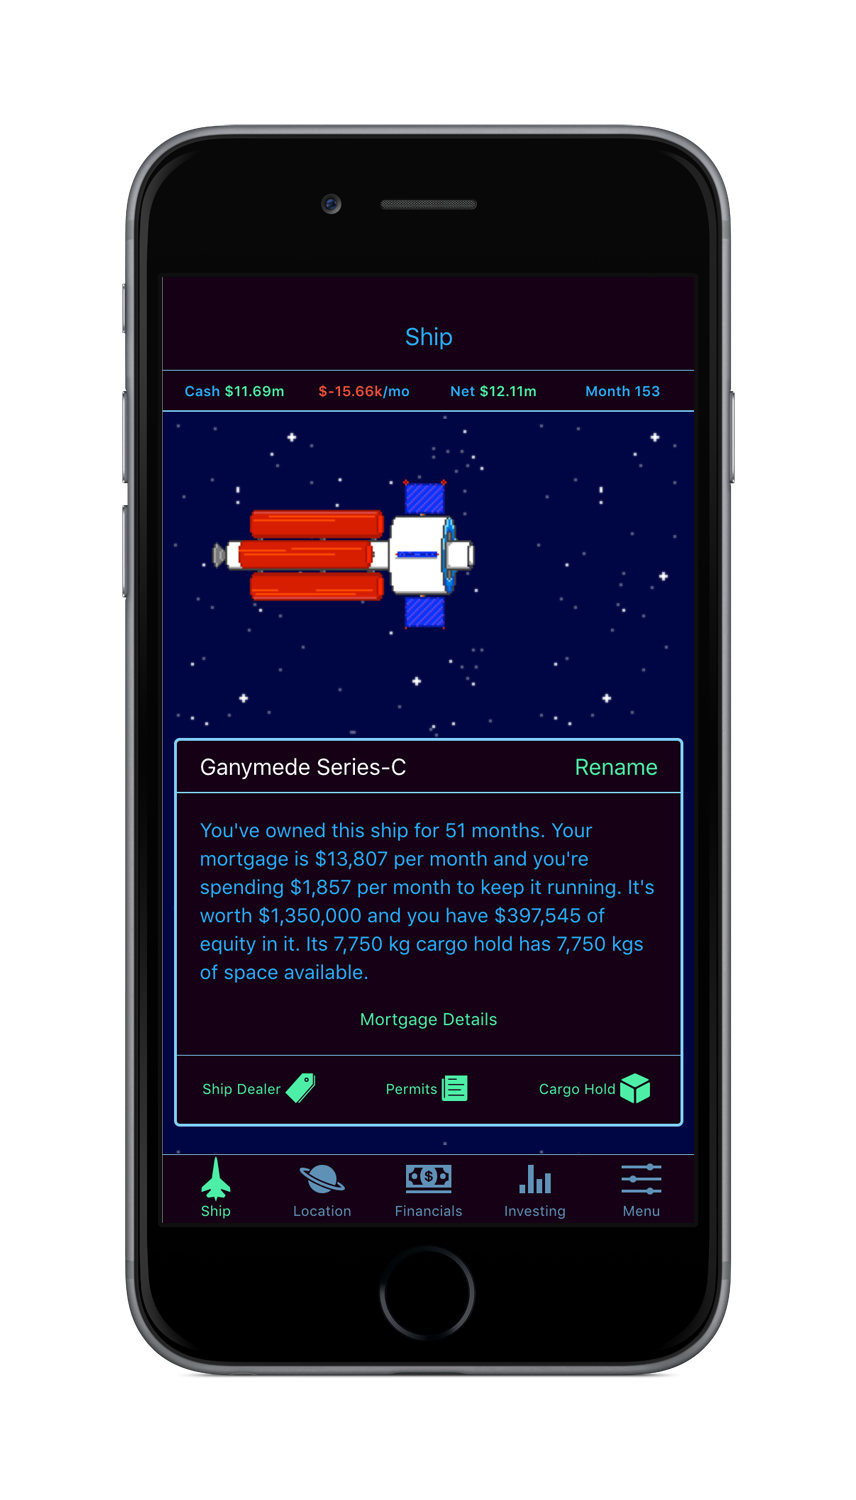 Ship
Cash $11.69m $-15.66k/mo Net $12.11m Month 153
Ganymede Series-C Rename
You've owned this ship for 51 months. Your
mortgage is $13,807 per month and you're
spending $1,857 per month to keep it running. It's
worth $1,350,000 and you have $397,545 of
equity in it. Its 7,750 kg cargo hold has 7,750 kgs
of space available.
Mortgage Details
Ship Dealer Permits Cargo Hold
Ship Location Financials Investing Menu